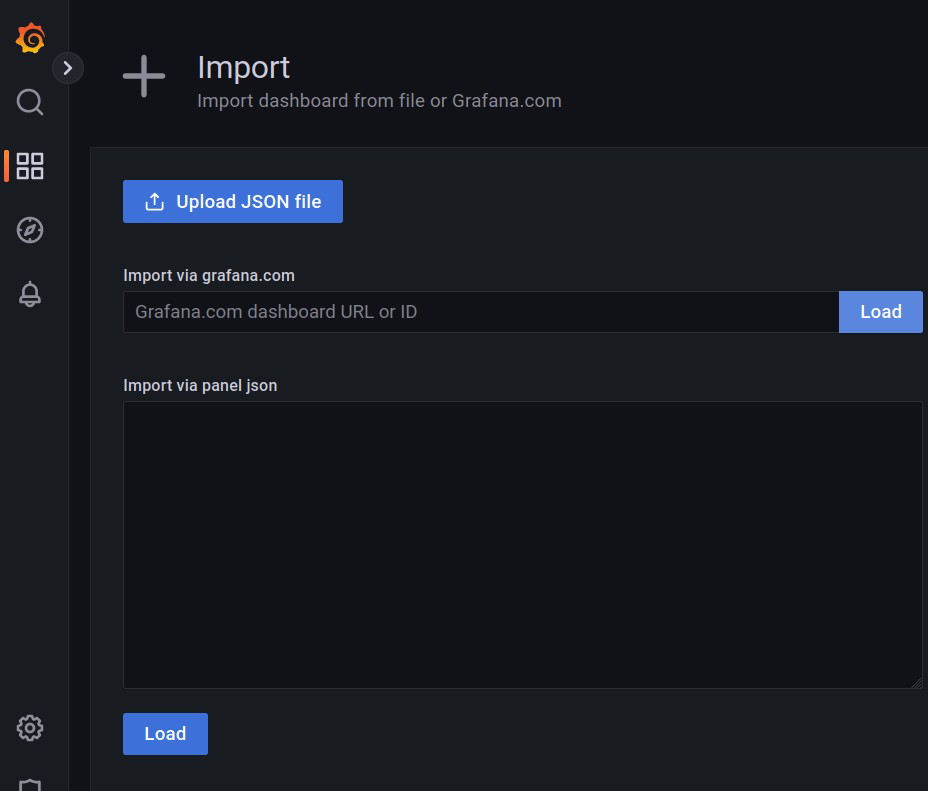 Import
Import dashboard from file or Grafana.com
Upload JSON file
Import via grafana.com
Grafana.com dashboard URL or ID
Load
Import via panel json
Load